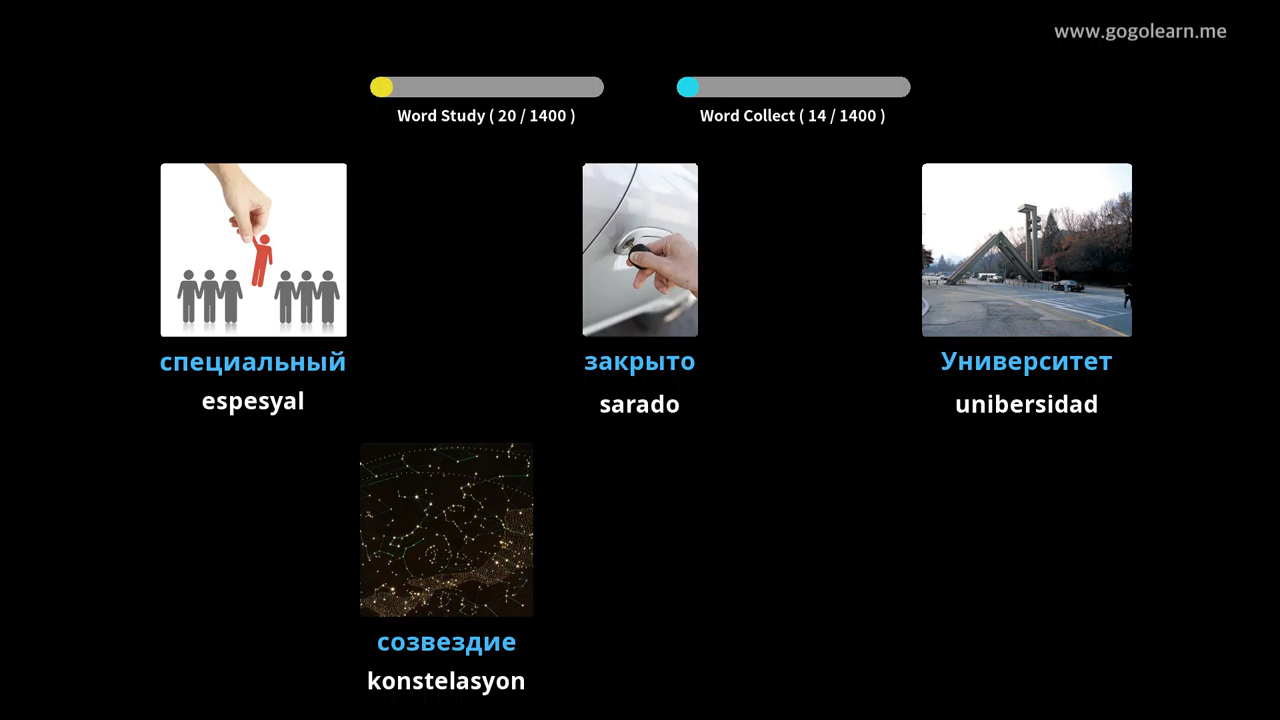 www.gogolearn.me
Word Study ( 20 / 1400 )
Word Collect ( 14 / 1400 )
специальный
espesyal
закрыто
sarado
Университет
unibersidad
созвездие
konstelasyon